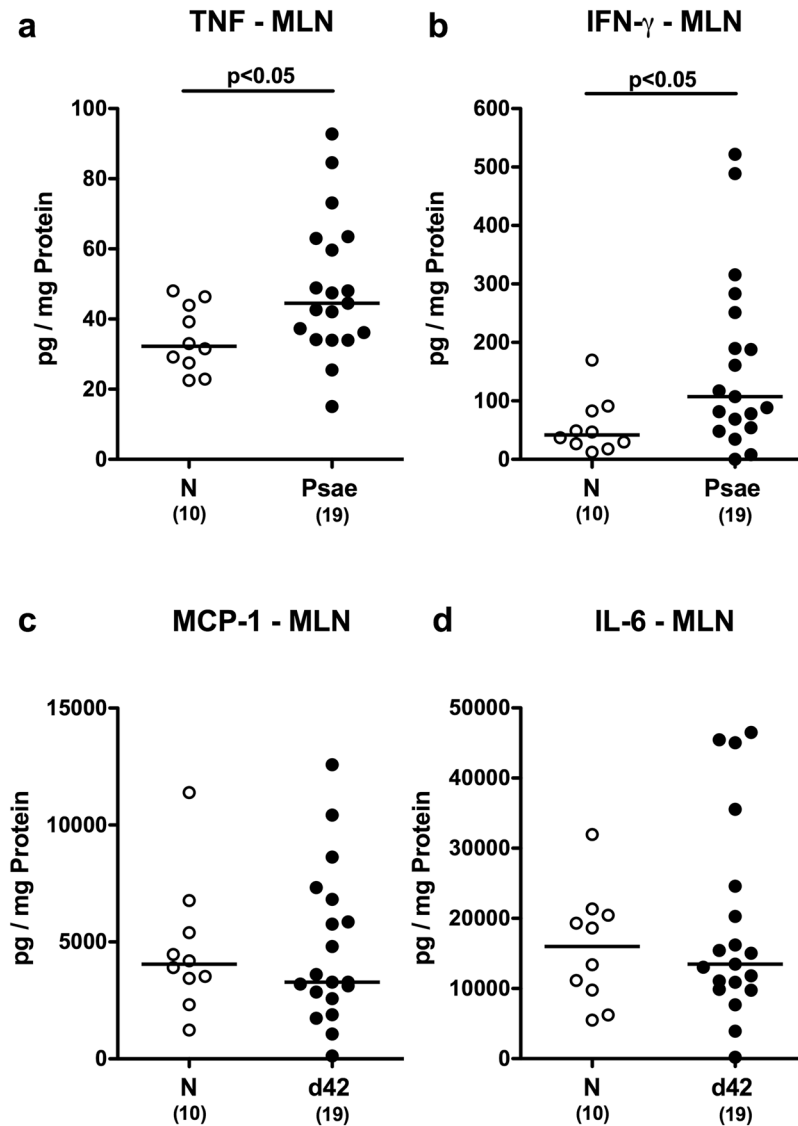 a
TNF - MLN
p<0.05
pg / mg Protein
100
80
60
40
20
0
N
(10)
Psae
(19)
b
IFN-γ - MLN
p<0.05
pg / mg Protein
600
500
400
300
200
100
0
N
(10)
Psae
(19)
c
MCP-1 - MLN
pg / mg Protein
15000
10000
5000
0
N
(10)
d42
(19)
d
IL-6 - MLN
pg / mg Protein
50000
40000
30000
20000
10000
0
N
(10)
d42
(19)